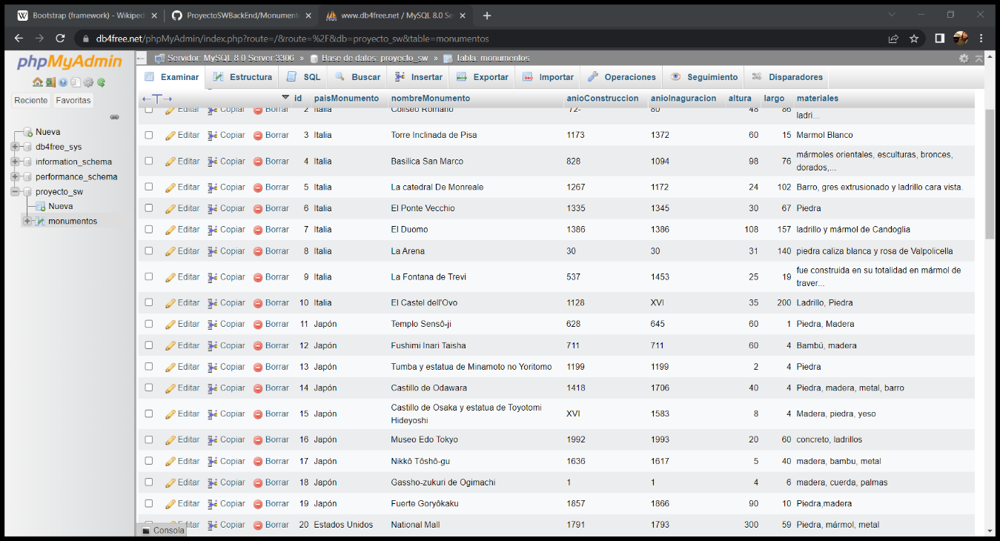 Bootstrap (framework) - Wikiped
ProyectoSWBackEnd/Monument
www.db4free.net / MySQL 8.0 Se
db4free.net/phpMyAdmin/index.php?route=/&route=%2F&db=proyecto_sw&table=monumentos
phpMyAdmin
Reciente Favoritas
Nueva
db4free_sys
information_schema
performance_schema
proyecto_sw
Nueva
monumentos
Servidor: MySQL 8.0 Server 3306 » Base de datos: proyecto_sw » Tabla: monumentos
Examinar Estructura SQL Buscar Insertar Exportar Importar Operaciones Seguimiento Disparadores
id paisMonumento nombreMonumento anioConstruccion anioInaguracion altura largo materiales
Editar Copiar Borrar 2 Italia Coliseo Romano 72- 80 48 86 ladri...
Editar Copiar Borrar 3 Italia Torre Inclinada de Pisa 1173 1372 60 15 Marmol Blanco
Editar Copiar Borrar 4 Italia Basilica San Marco 828 1094 98 76 mármoles orientales, esculturas, bronces,
dorados,...
Editar Copiar Borrar 5 Italia La catedral De Monreale 1267 1172 24 102 Barro, gres extrusionado y ladrillo cara vista.
Editar Copiar Borrar 6 Italia El Ponte Vecchio 1335 1345 30 67 Piedra
Editar Copiar Borrar 7 Italia El Duomo 1386 1386 108 157 ladrillo y mármol de Candoglia
Editar Copiar Borrar 8 Italia La Arena 30 30 31 140 piedra caliza blanca y rosa de Valpolicella
Editar Copiar Borrar 9 Italia La Fontana de Trevi 537 1453 25 19 fue construida en su totalidad en mármol de
traver...
Editar Copiar Borrar 10 Italia El Castel dell'Ovo 1128 XVI 35 200 Ladrillo, Piedra
Editar Copiar Borrar 11 Japón Templo Sensô-ji 628 645 60 1 Piedra, Madera
Editar Copiar Borrar 12 Japón Fushimi Inari Taisha 711 711 60 4 Bambú, madera
Editar Copiar Borrar 13 Japón Tumba y estatua de Minamoto no Yoritomo 1199 1199 2 4 Piedra
Editar Copiar Borrar 14 Japón Castillo de Odawara 1418 1706 40 4 Piedra, madera, metal, barro
Editar Copiar Borrar 15 Japón Castillo de Osaka y estatua de Toyotomi
Hideyoshi XVI 1583 8 4 Madera, piedra, yeso
Editar Copiar Borrar 16 Japón Museo Edo Tokyo 1992 1993 20 60 concreto, ladrillos
Editar Copiar Borrar 17 Japón Nikkô Tôshô-gu 1636 1617 5 40 madera, bambu, metal
Editar Copiar Borrar 18 Japón Gassho-zukuri de Ogimachi 1 1 4 6 madera, cuerda, palmas
Editar Copiar Borrar 19 Japón Fuerte Goryôkaku 1857 1866 90 10 Piedra,madera
Copiar Borrar 20 Estados Unidos National Mall 1791 1793 300 59 Piedra, mármol, metal
Consola